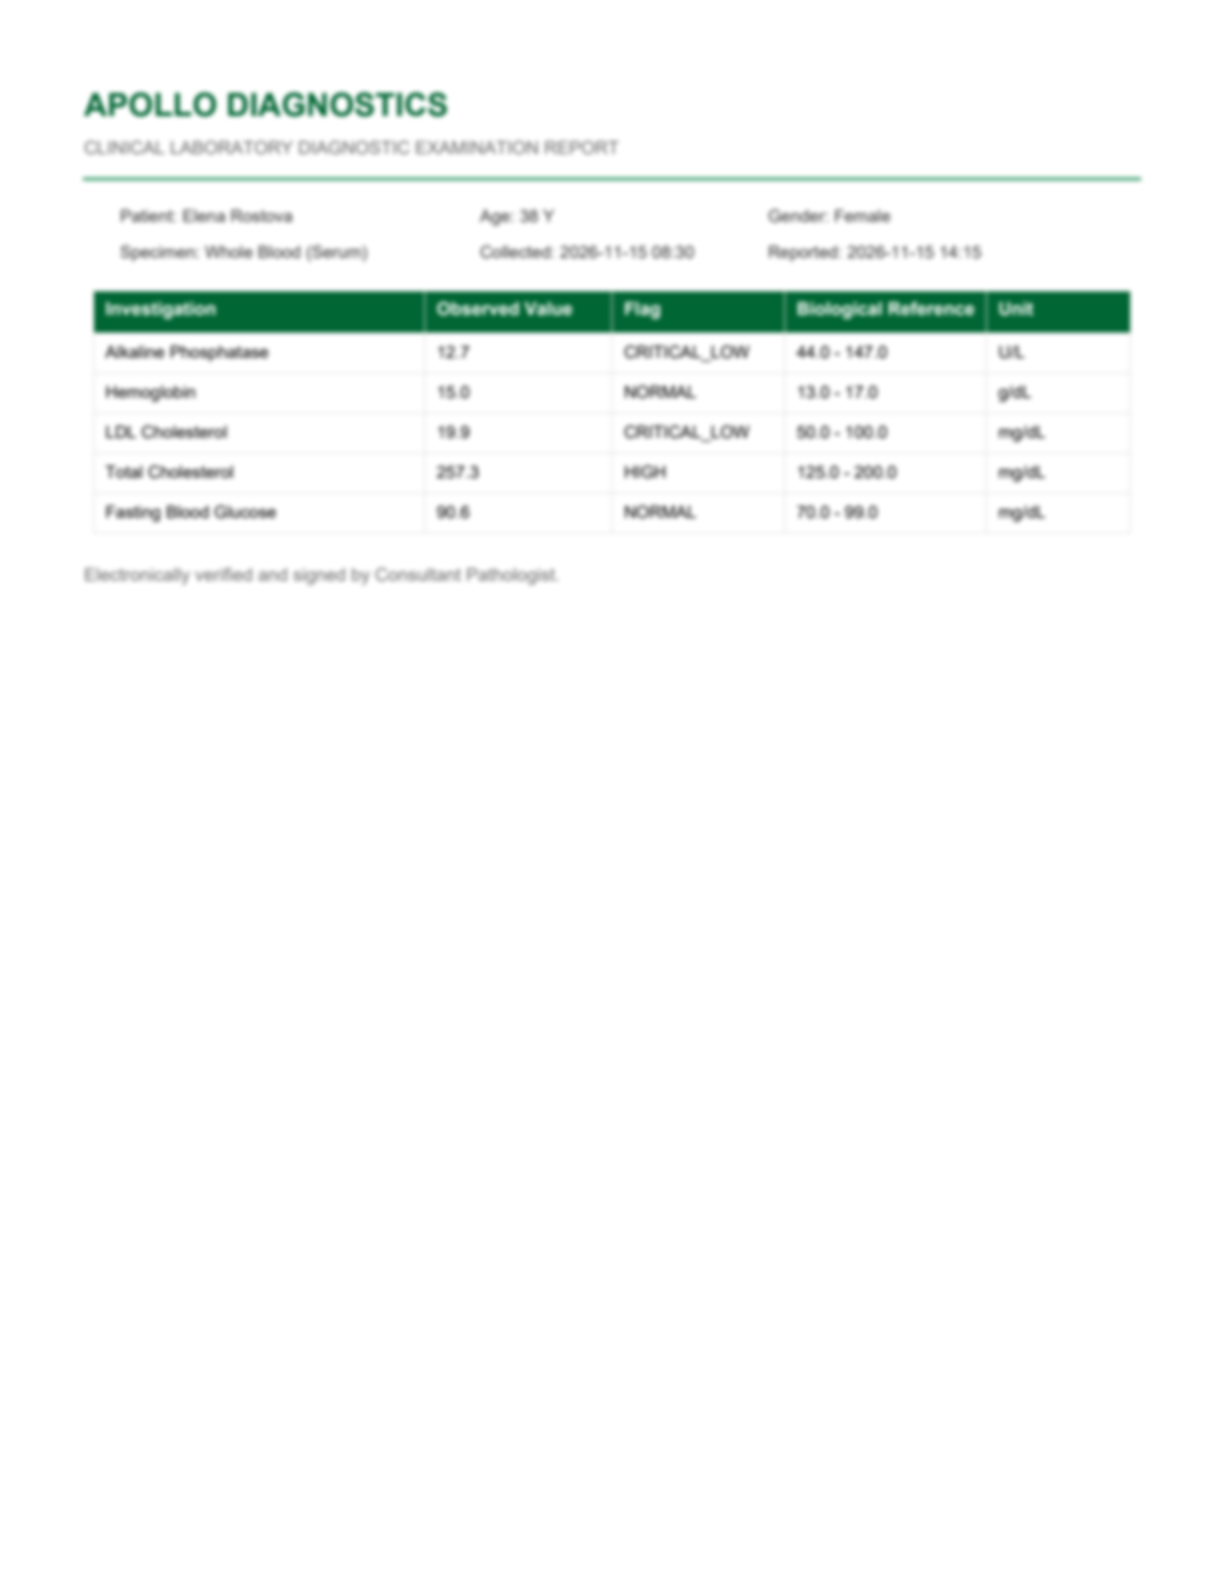 APOLLO DIAGNOSTICS
CLINICAL LABORATORY DIAGNOSTIC EXAMINATION REPORT
Patient: Elena Rostova Age: 38 Y Gender: Female
Specimen: Whole Blood (Serum) Collected: 2026-11-15 08:30 Reported: 2026-11-15 14:15
Investigation Observed Value Flag Biological Reference Unit
Alkaline Phosphatase 12.7 CRITICAL_LOW 44.0 - 147.0 U/L
Hemoglobin 15.0 NORMAL 13.0 - 17.0 g/dL
LDL Cholesterol 19.9 CRITICAL_LOW 50.0 - 100.0 mg/dL
Total Cholesterol 257.3 HIGH 125.0 - 200.0 mg/dL
Fasting Blood Glucose 90.6 NORMAL 70.0 - 99.0 mg/dL
Electronically verified and signed by Consultant Pathologist.